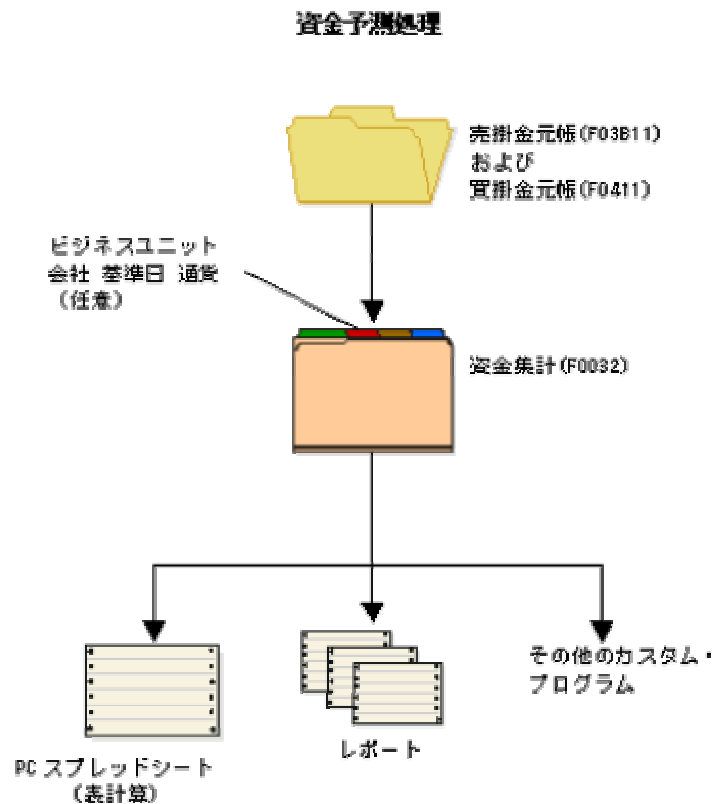 資金予測処理
売掛金元帳(F03B11)
および
買掛金元帳(F0411)
ビジネスユニット
会社 基準日 通貨
(任意)
資金集計(F0032)
その他のカスタム・
プログラム
レポート
PC スプレッドシート
(表計算)